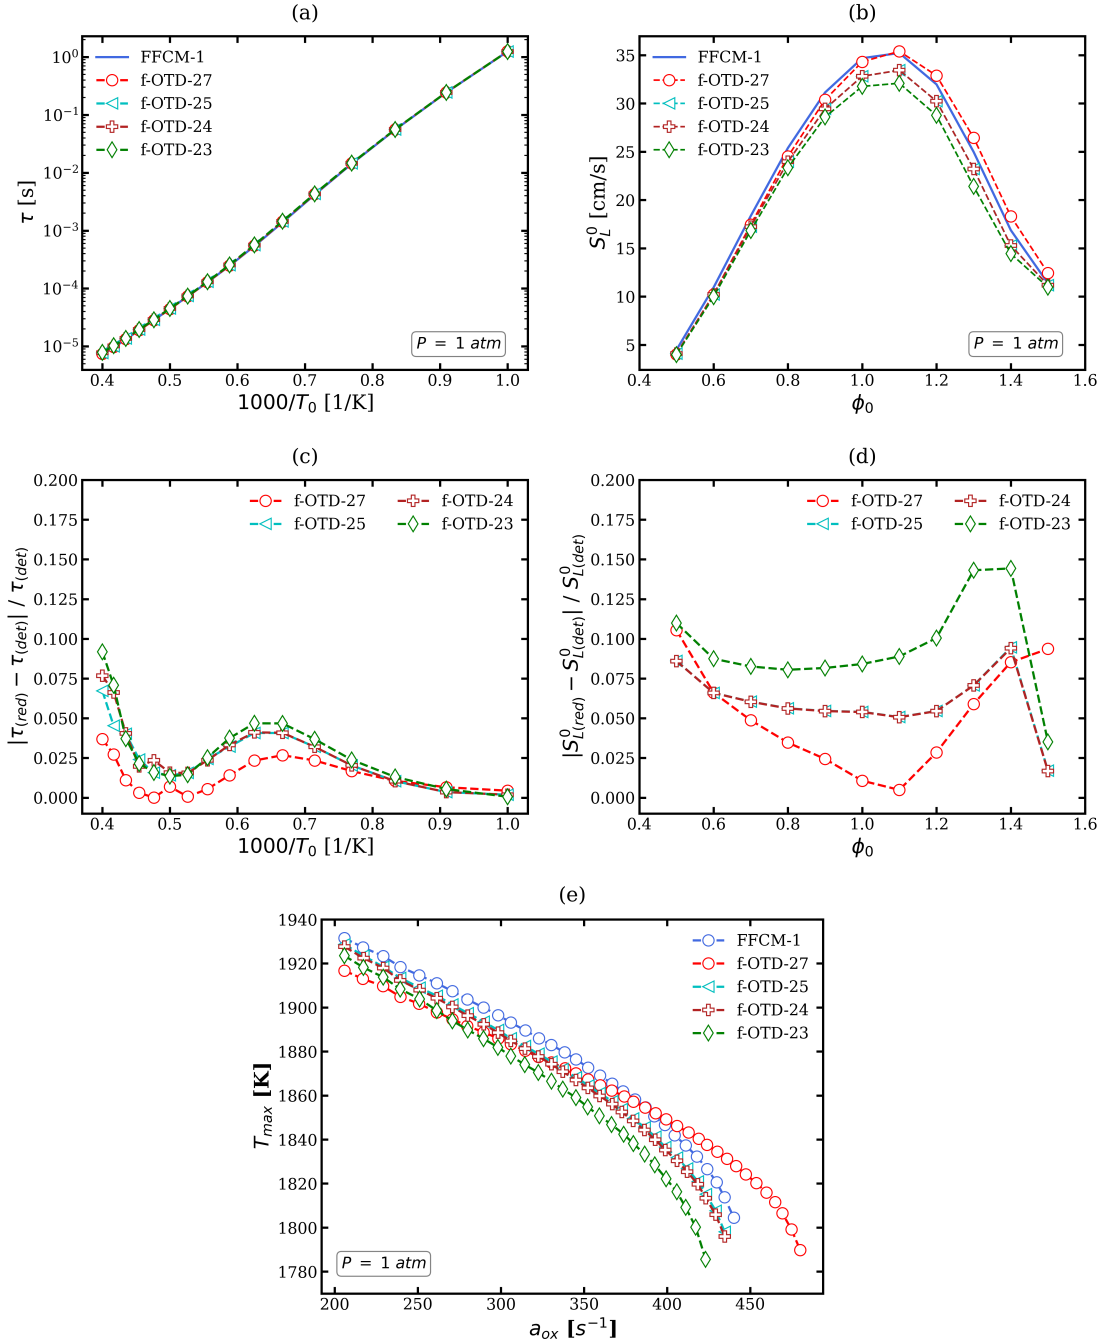 (a)
10⁰
10⁻¹
10⁻²
10⁻³
10⁻⁴
10⁻⁵
τ [s]
FFCM-1
f-OTD-27
f-OTD-25
f-OTD-24
f-OTD-23
P = 1 atm
0.4 0.5 0.6 0.7 0.8 0.9 1.0
1000/T₀ [1/K]
(b)
35
30
25
20
15
10
5
S_L^0 [cm/s]
FFCM-1
f-OTD-27
f-OTD-25
f-OTD-24
f-OTD-23
P = 1 atm
0.4 0.6 0.8 1.0 1.2 1.4 1.6
ϕ₀
(c)
0.200
0.175
0.150
0.125
0.100
0.075
0.050
0.025
0.000
|τ_(red) − τ_(det)| / τ_(det)
f-OTD-27 f-OTD-24
f-OTD-25 f-OTD-23
0.4 0.5 0.6 0.7 0.8 0.9 1.0
1000/T₀ [1/K]
(d)
0.200
0.175
0.150
0.125
0.100
0.075
0.050
0.025
0.000
|S_L(red)^0 − S_L(det)^0| / S_L(det)^0
f-OTD-27 f-OTD-24
f-OTD-25 f-OTD-23
0.4 0.6 0.8 1.0 1.2 1.4 1.6
ϕ₀
(e)
1940
1920
1900
1880
1860
1840
1820
1800
1780
T_max [K]
FFCM-1
f-OTD-27
f-OTD-25
f-OTD-24
f-OTD-23
P = 1 atm
200 250 300 350 400 450
a_ox [s⁻¹]